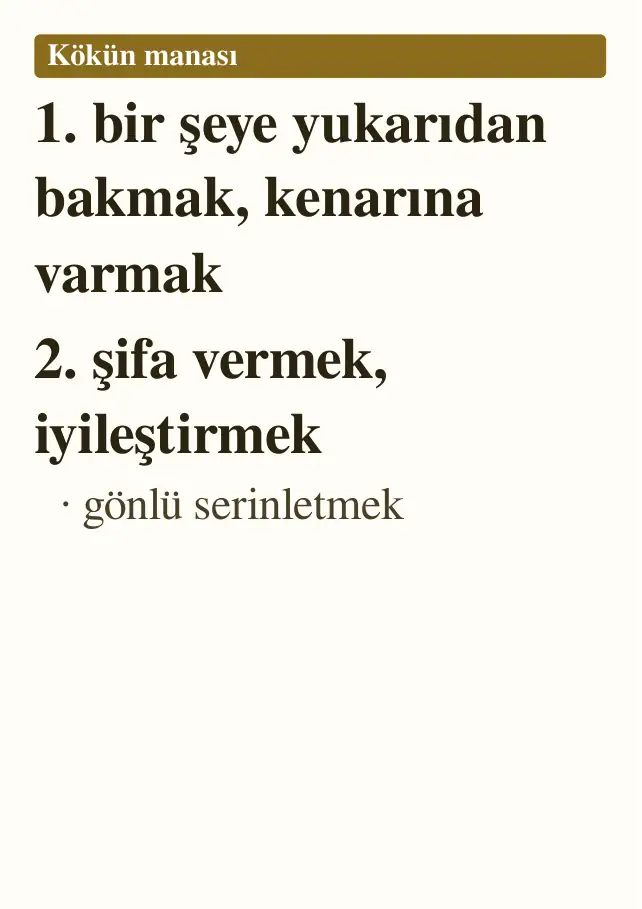 Kökün manası
1. bir şeye yukarıdan
bakmak, kenarına
varmak
2. şifa vermek,
iyileştirmek
· gönlü serinletmek